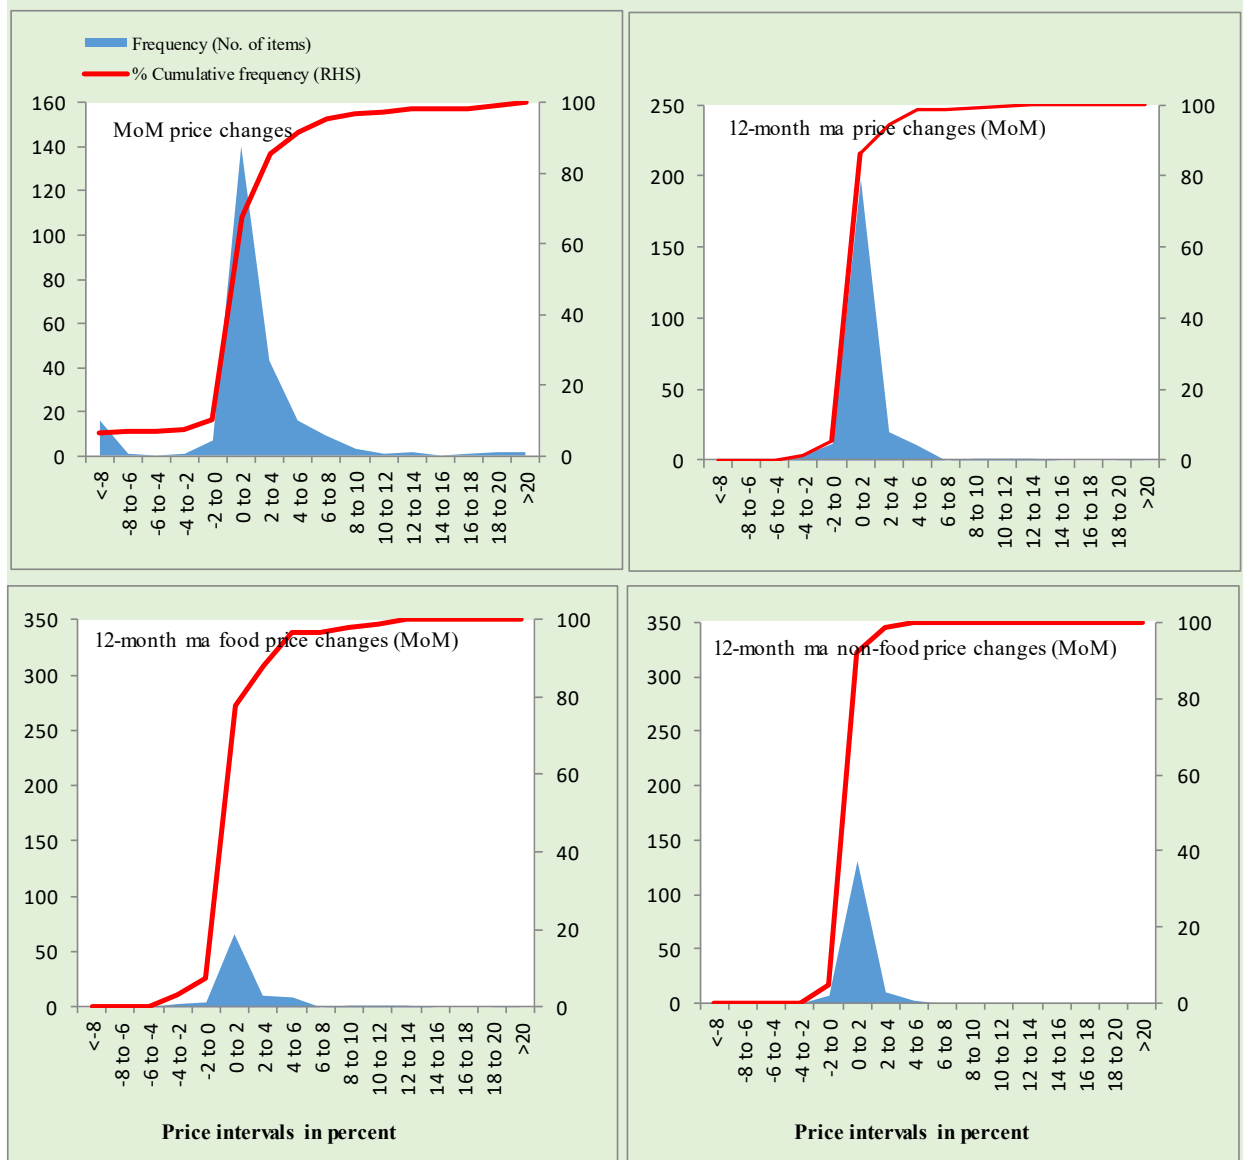 Frequency (No. of items)
% Cumulative frequency (RHS)
MoM price changes
160
140
120
100
80
60
40
20
0
100
80
60
40
20
0
<-8
-8 to -6
-6 to -4
-4 to -2
-2 to 0
0 to 2
2 to 4
4 to 6
6 to 8
8 to 10
10 to 12
12 to 14
14 to 16
16 to 18
18 to 20
>20
12-month ma price changes (MoM)
250
200
150
100
50
0
100
80
60
40
20
0
<-8
-8 to -6
-6 to -4
-4 to -2
-2 to 0
0 to 2
2 to 4
4 to 6
6 to 8
8 to 10
10 to 12
12 to 14
14 to 16
16 to 18
18 to 20
>20
12-month ma food price changes (MoM)
350
300
250
200
150
100
50
0
100
80
60
40
20
0
<-8
-8 to -6
-6 to -4
-4 to -2
-2 to 0
0 to 2
2 to 4
4 to 6
6 to 8
8 to 10
10 to 12
12 to 14
14 to 16
16 to 18
18 to 20
>20
Price intervals in percent
12-month ma non-food price changes (MoM)
350
300
250
200
150
100
50
0
100
80
60
40
20
0
<-8
-8 to -6
-6 to -4
-4 to -2
-2 to 0
0 to 2
2 to 4
4 to 6
6 to 8
8 to 10
10 to 12
12 to 14
14 to 16
16 to 18
18 to 20
>20
Price intervals in percent